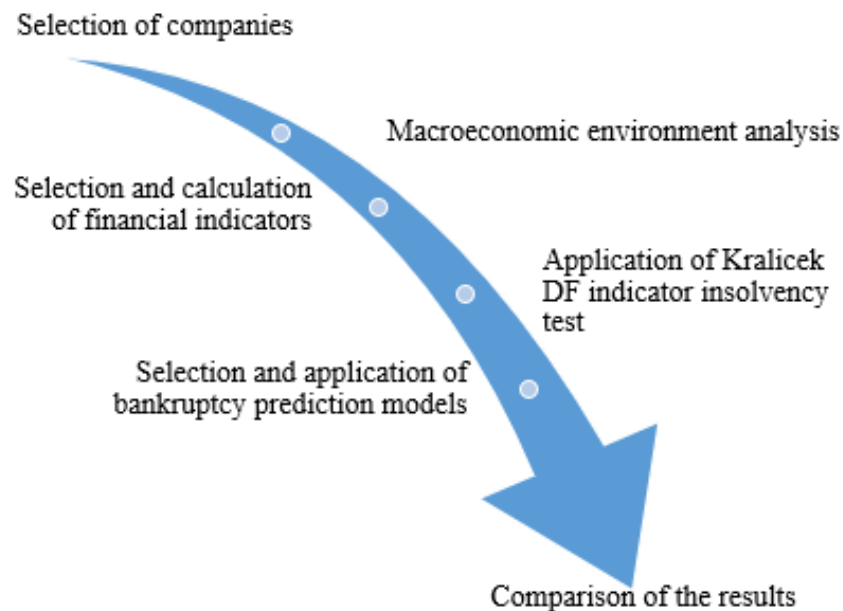 Selection of companies
Macroeconomic environment analysis
Selection and calculation
of financial indicators
Application of Kralicek
DF indicator insolvency
test
Selection and application of
bankruptcy prediction models
Comparison of the results